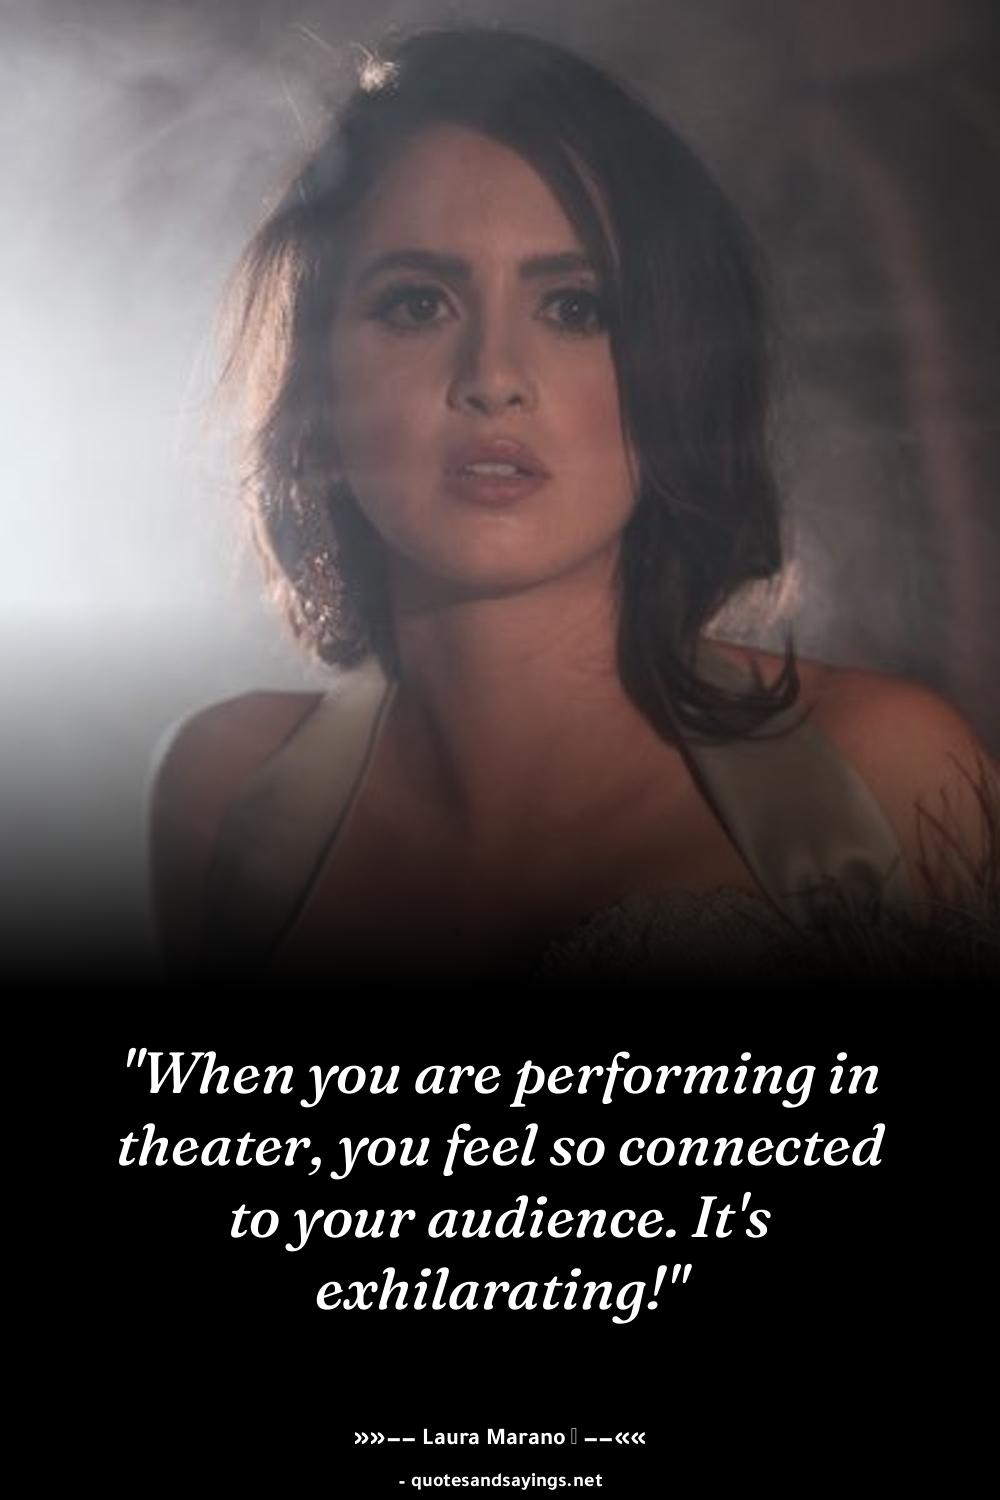 "When you are performing in
theater, you feel so connected
to your audience. It's
exhilarating!"
»»−− Laura Marano ▯ −−««
- quotesandsayings.net